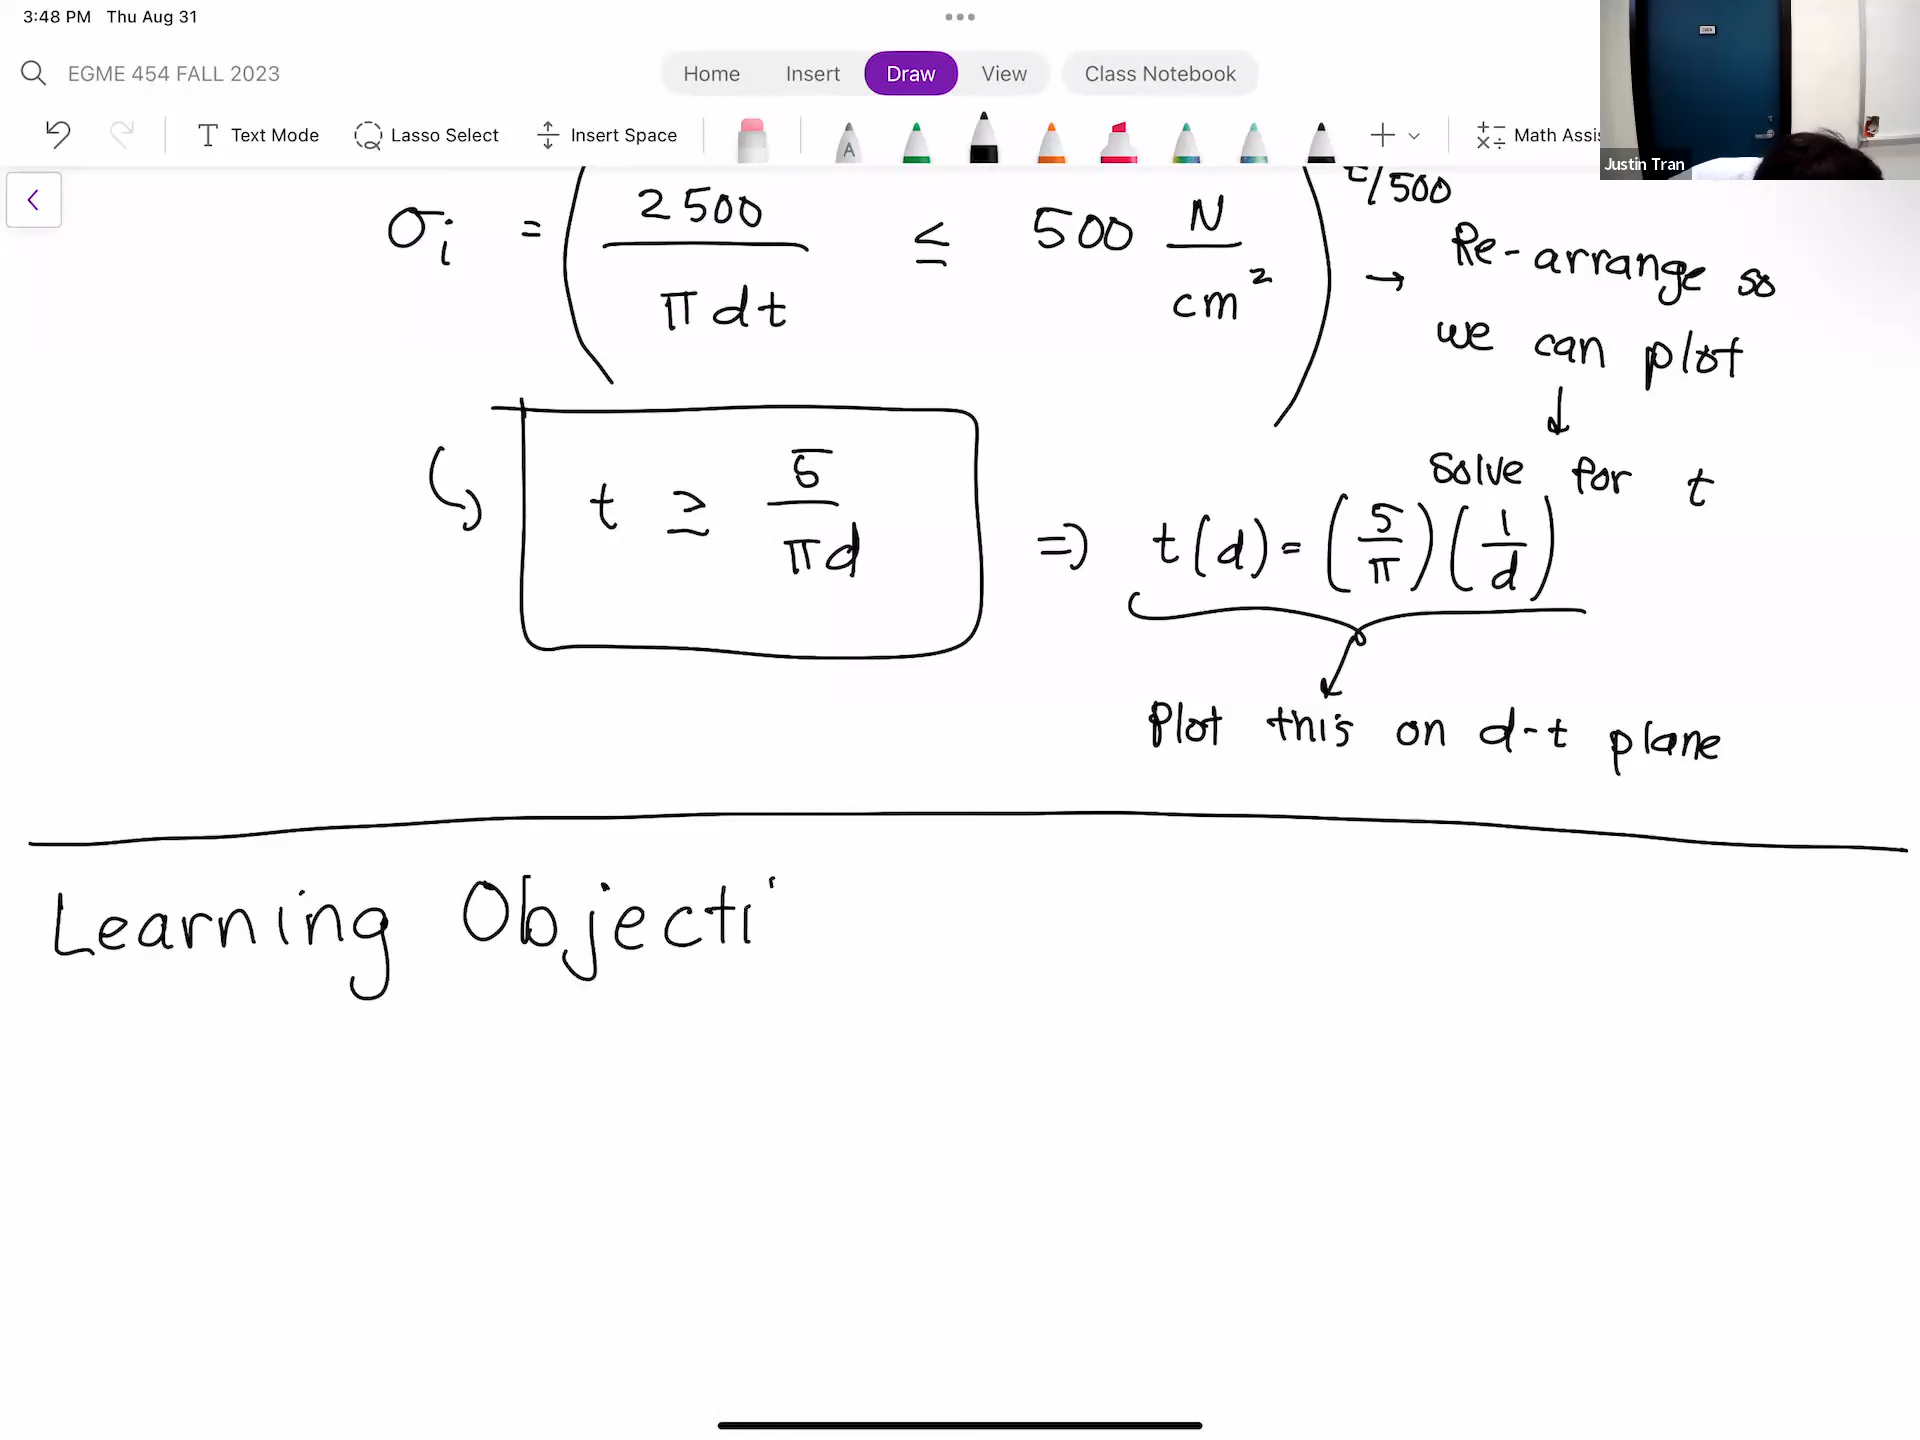 3:48 PM Thu Aug 31
EGME 454 FALL 2023
Home Insert Draw View Class Notebook
Text Mode Lasso Select Insert Space A Math Assis
Justin Tran
t/500
σi = ( 2500 / πdt ≤ 500 N / cm² )
→ Re-arrange so
we can plot
↓
solve for t
t ≥ 5 / πd
⇒ t(d) = (5/π)(1/d)
Plot this on d-t plane
Learning Objecti